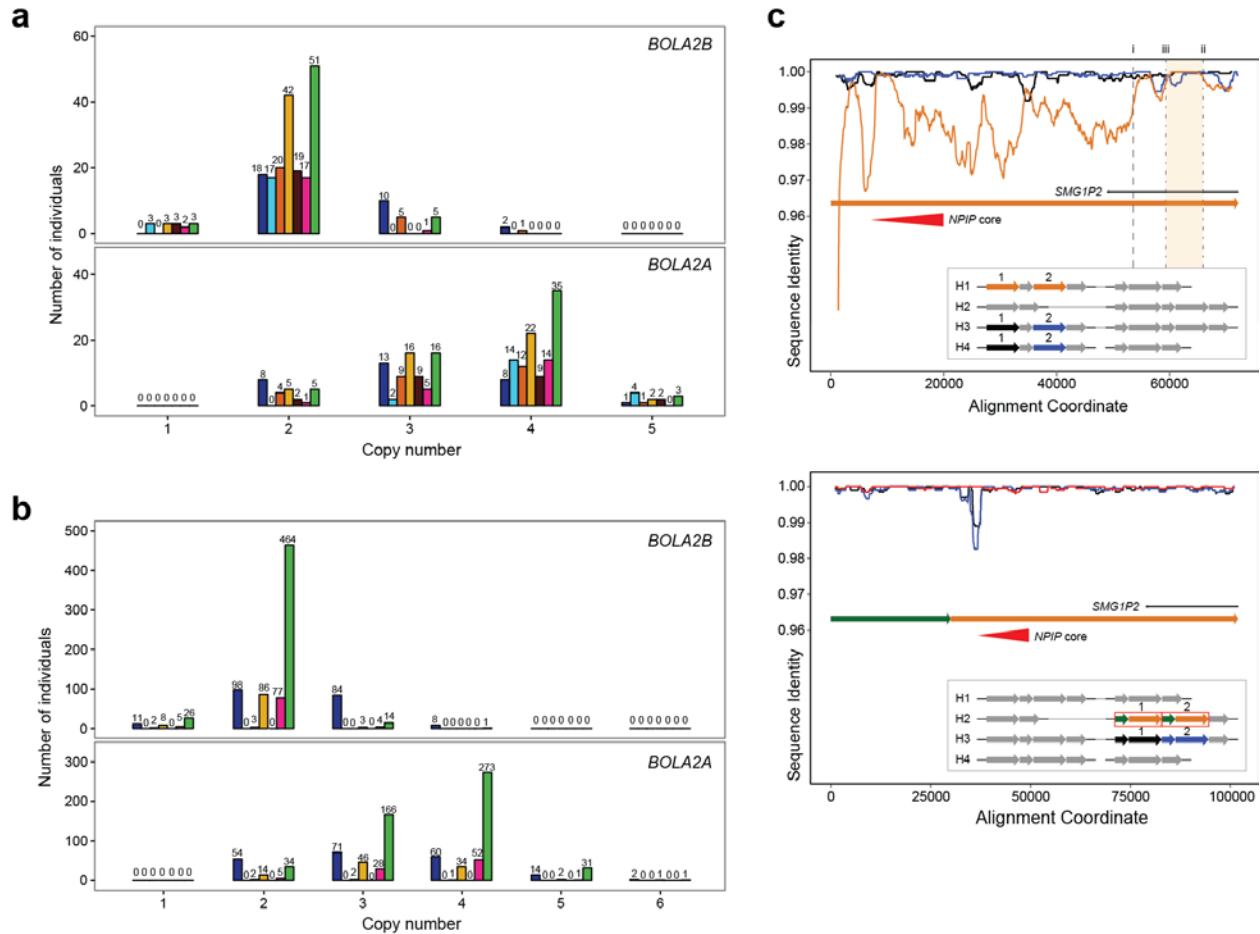 a
BOLA2B
60
40
20
0
0 3 0 3 3 2 3
18 17 20 42 19 17 51
10 0 5 0 0 1 5
2 0 1 0 0 0 0
0 0 0 0 0 0 0
Number of individuals
BOLA2A
40
20
0
0 0 0 0 0 0 0
8 0 4 5 2 1 5
13 2 9 16 9 5 16
8 14 12 22 9 14 35
1 4 1 2 2 0 3
1 2 3 4 5
Copy number
b
BOLA2B
500
400
300
200
100
0
11 0 2 8 0 5 26
98 0 3 86 0 77 464
84 0 0 3 0 4 14
8 0 0 0 0 0 1
0 0 0 0 0 0 0
0 0 0 0 0 0 0
Number of individuals
BOLA2A
300
200
100
0
0 0 0 0 0 0 0
54 0 2 14 0 5 34
71 0 2 46 0 28 166
60 0 1 34 0 52 273
14 0 0 2 0 1 31
2 0 0 1 0 0 1
1 2 3 4 5 6
Copy number
c
i iii ii
1.00
0.99
0.98
0.97
0.96
Sequence Identity
SMG1P2
NPIP core
1 2
H1
H2
1 2
H3
H4
0 20000 40000 60000
Alignment Coordinate
1.00
0.99
0.98
0.97
0.96
Sequence Identity
SMG1P2
NPIP core
H1
1 2
H2
1 2
H3
H4
0 25000 50000 75000 100000
Alignment Coordinate